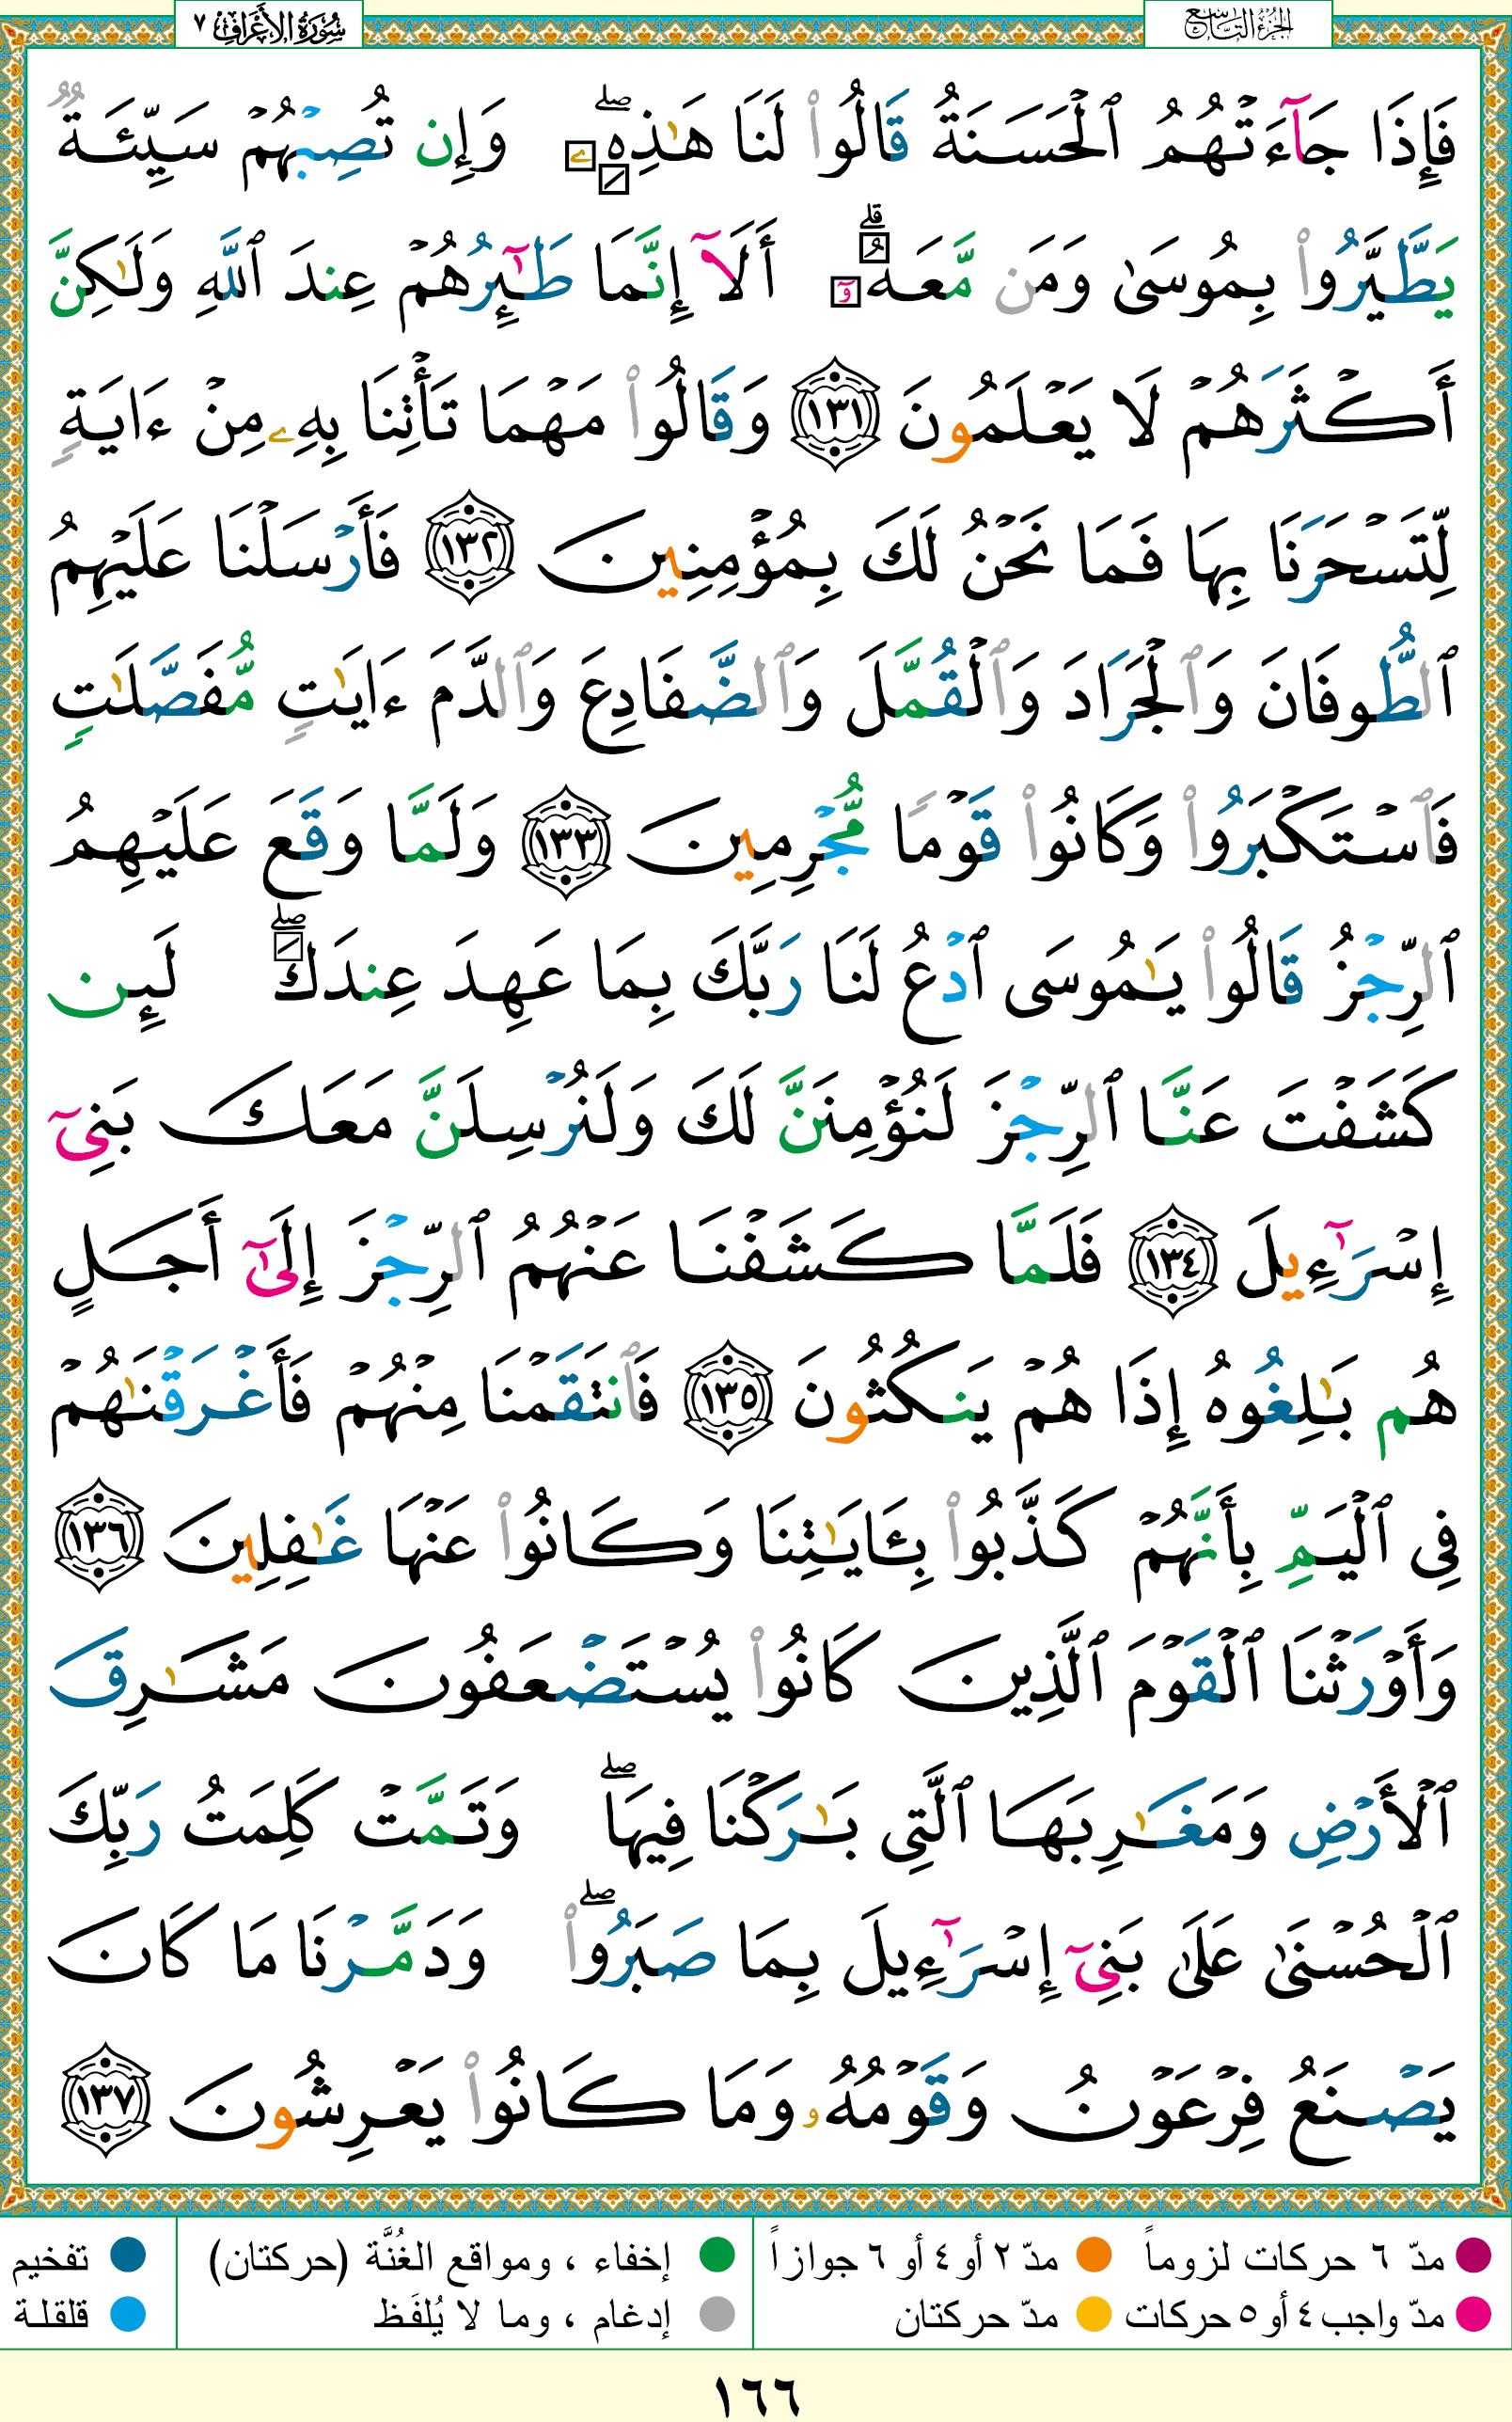 الجزء التاسع
سورة الأعراف ٧
فَإِذَا جَآءَتْهُمُ ٱلْحَسَنَةُ قَالُوا۟ لَنَا هَٰذِهِۦ ۖ وَإِن تُصِبْهُمْ سَيِّئَةٌ
يَطَّيَّرُوا۟ بِمُوسَىٰ وَمَن مَّعَهُۥٓ ۗ أَلَآ إِنَّمَا طَٰٓئِرُهُمْ عِندَ ٱللَّهِ وَلَٰكِنَّ
أَكْثَرَهُمْ لَا يَعْلَمُونَ ١٣١ وَقَالُوا۟ مَهْمَا تَأْتِنَا بِهِۦ مِنْ ءَايَةٍ
لِّتَسْحَرَنَا بِهَا فَمَا نَحْنُ لَكَ بِمُؤْمِنِينَ ١٣٢ فَأَرْسَلْنَا عَلَيْهِمُ
ٱلطُّوفَانَ وَٱلْجَرَادَ وَٱلْقُمَّلَ وَٱلضَّفَادِعَ وَٱلدَّمَ ءَايَٰتٍ مُّفَصَّلَٰتٍ
فَٱسْتَكْبَرُوا۟ وَكَانُوا۟ قَوْمًا مُّجْرِمِينَ ١٣٣ وَلَمَّا وَقَعَ عَلَيْهِمُ
ٱلرِّجْزُ قَالُوا۟ يَٰمُوسَى ٱدْعُ لَنَا رَبَّكَ بِمَا عَهِدَ عِندَكَ ۖ لَئِن
كَشَفْتَ عَنَّا ٱلرِّجْزَ لَنُؤْمِنَنَّ لَكَ وَلَنُرْسِلَنَّ مَعَكَ بَنِىٓ
إِسْرَٰٓءِيلَ ١٣٤ فَلَمَّا كَشَفْنَا عَنْهُمُ ٱلرِّجْزَ إِلَىٰٓ أَجَلٍ
هُم بَٰلِغُوهُ إِذَا هُمْ يَنكُثُونَ ١٣٥ فَٱنتَقَمْنَا مِنْهُمْ فَأَغْرَقْنَٰهُمْ
فِى ٱلْيَمِّ بِأَنَّهُمْ كَذَّبُوا۟ بِـَٔايَٰتِنَا وَكَانُوا۟ عَنْهَا غَٰفِلِينَ ١٣٦
وَأَوْرَثْنَا ٱلْقَوْمَ ٱلَّذِينَ كَانُوا۟ يُسْتَضْعَفُونَ مَشَٰرِقَ
ٱلْأَرْضِ وَمَغَٰرِبَهَا ٱلَّتِى بَٰرَكْنَا فِيهَا ۖ وَتَمَّتْ كَلِمَتُ رَبِّكَ
ٱلْحُسْنَىٰ عَلَىٰ بَنِىٓ إِسْرَٰٓءِيلَ بِمَا صَبَرُوا۟ ۖ وَدَمَّرْنَا مَا كَانَ
يَصْنَعُ فِرْعَوْنُ وَقَوْمُهُۥ وَمَا كَانُوا۟ يَعْرِشُونَ ١٣٧
مدّ ٦ حركات لزوماً مدّ ٢ أو ٤ أو ٦ جوازاً إخفاء ، ومواقع الغُنَّة (حركتان) تفخيم
مدّ واجب ٤ أو ٥ حركات مدّ حركتان إدغام ، وما لا يُلفَظ قلقلة
١٦٦